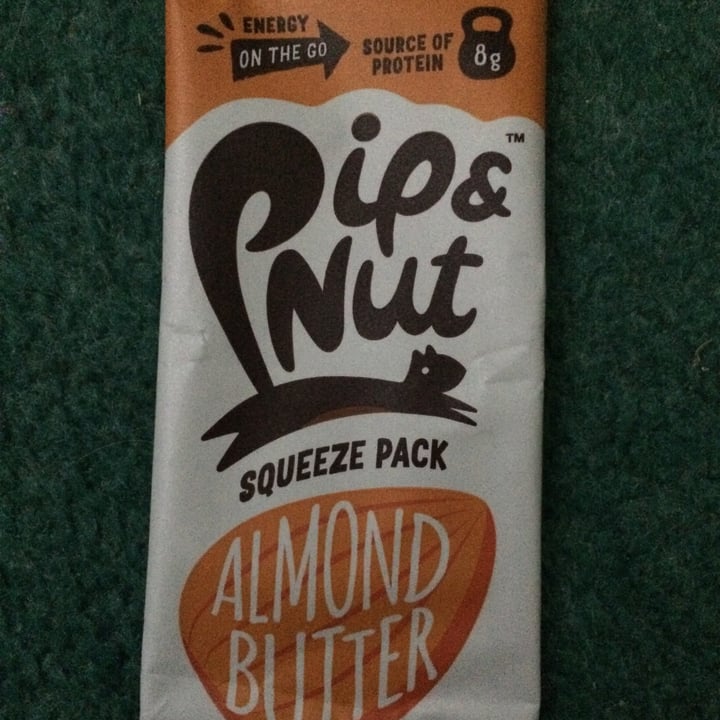 ENERGY
ON THE GO
SOURCE OF
PROTEIN
8g
Pip &
Nut
TM
SQUEEZE PACK
ALMOND
BUTTER